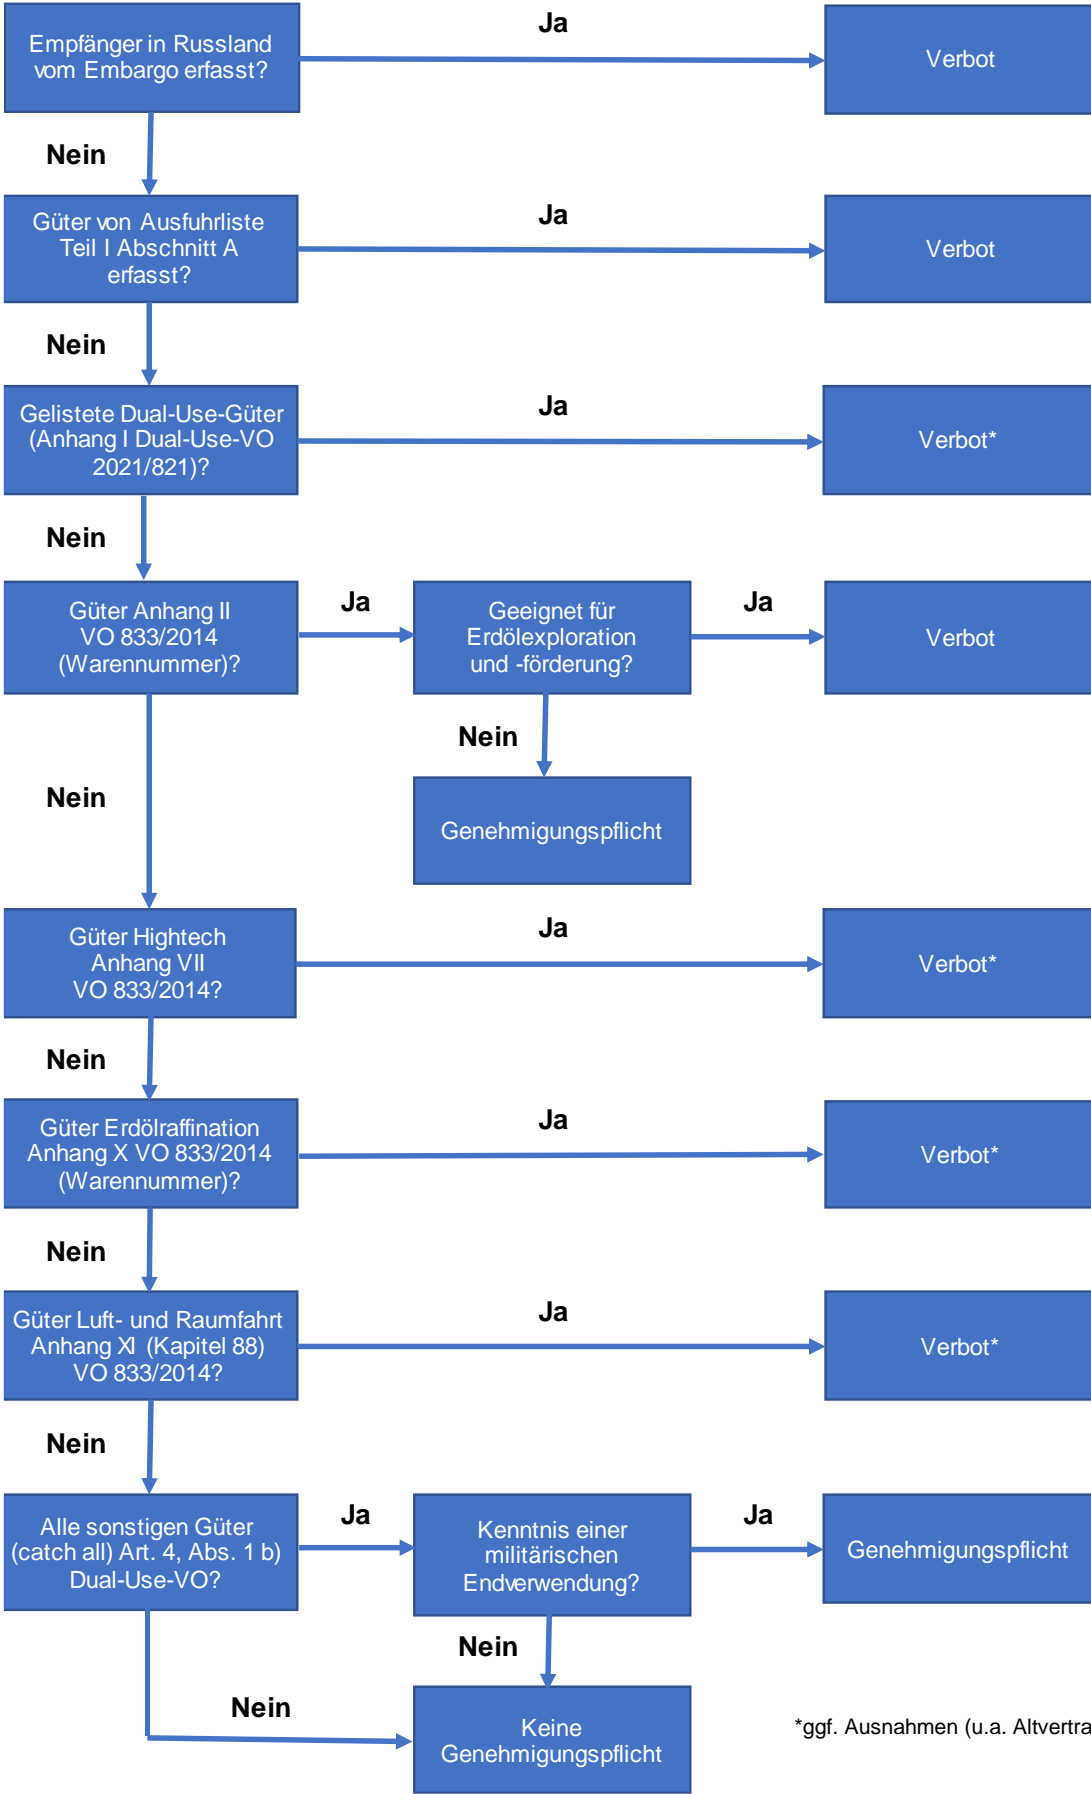 Ja
Empfänger in Russland
vom Embargo erfasst?
Verbot
Nein
Ja
Güter von Ausfuhrliste
Teil I Abschnitt A
erfasst?
Verbot
Nein
Ja
Gelistete Dual-Use-Güter
(Anhang I Dual-Use-VO
2021/821)?
Verbot*
Nein
Güter Anhang II
VO 833/2014
(Warennummer)?
Ja
Geeignet für
Erdölexploration
und -förderung?
Ja
Verbot
Nein
Genehmigungspflicht
Nein
Güter Hightech
Anhang VII
VO 833/2014?
Ja
Verbot*
Nein
Güter Erdölraffination
Anhang X VO 833/2014
(Warennummer)?
Ja
Verbot*
Nein
Güter Luft- und Raumfahrt
Anhang XI (Kapitel 88)
VO 833/2014?
Ja
Verbot*
Nein
Alle sonstigen Güter
(catch all) Art. 4, Abs. 1 b)
Dual-Use-VO?
Ja
Kenntnis einer
militärischen
Endverwendung?
Ja
Genehmigungspflicht
Nein
Nein
Keine
Genehmigungspflicht
*ggf. Ausnahmen (u.a. Altvertra